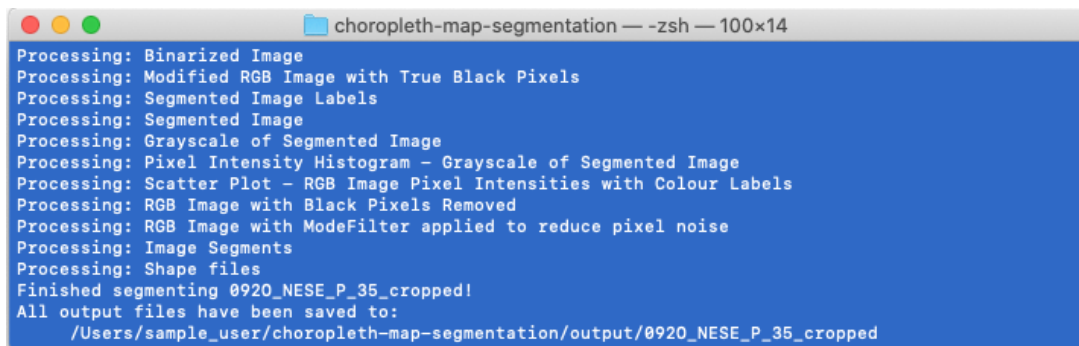 choropleth-map-segmentation — -zsh — 100×14
Processing: Binarized Image
Processing: Modified RGB Image with True Black Pixels
Processing: Segmented Image Labels
Processing: Segmented Image
Processing: Grayscale of Segmented Image
Processing: Pixel Intensity Histogram – Grayscale of Segmented Image
Processing: Scatter Plot – RGB Image Pixel Intensities with Colour Labels
Processing: RGB Image with Black Pixels Removed
Processing: RGB Image with ModeFilter applied to reduce pixel noise
Processing: Image Segments
Processing: Shape files
Finished segmenting 092O_NESE_P_35_cropped!
All output files have been saved to:
/Users/sample_user/choropleth-map-segmentation/output/092O_NESE_P_35_cropped